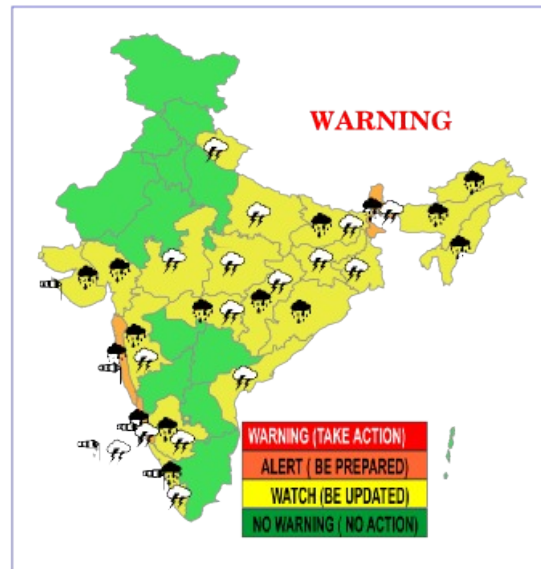 WARNING
WARNING (TAKE ACTION)
ALERT ( BE PREPARED)
WATCH (BE UPDATED)
NO WARNING ( NO ACTION)